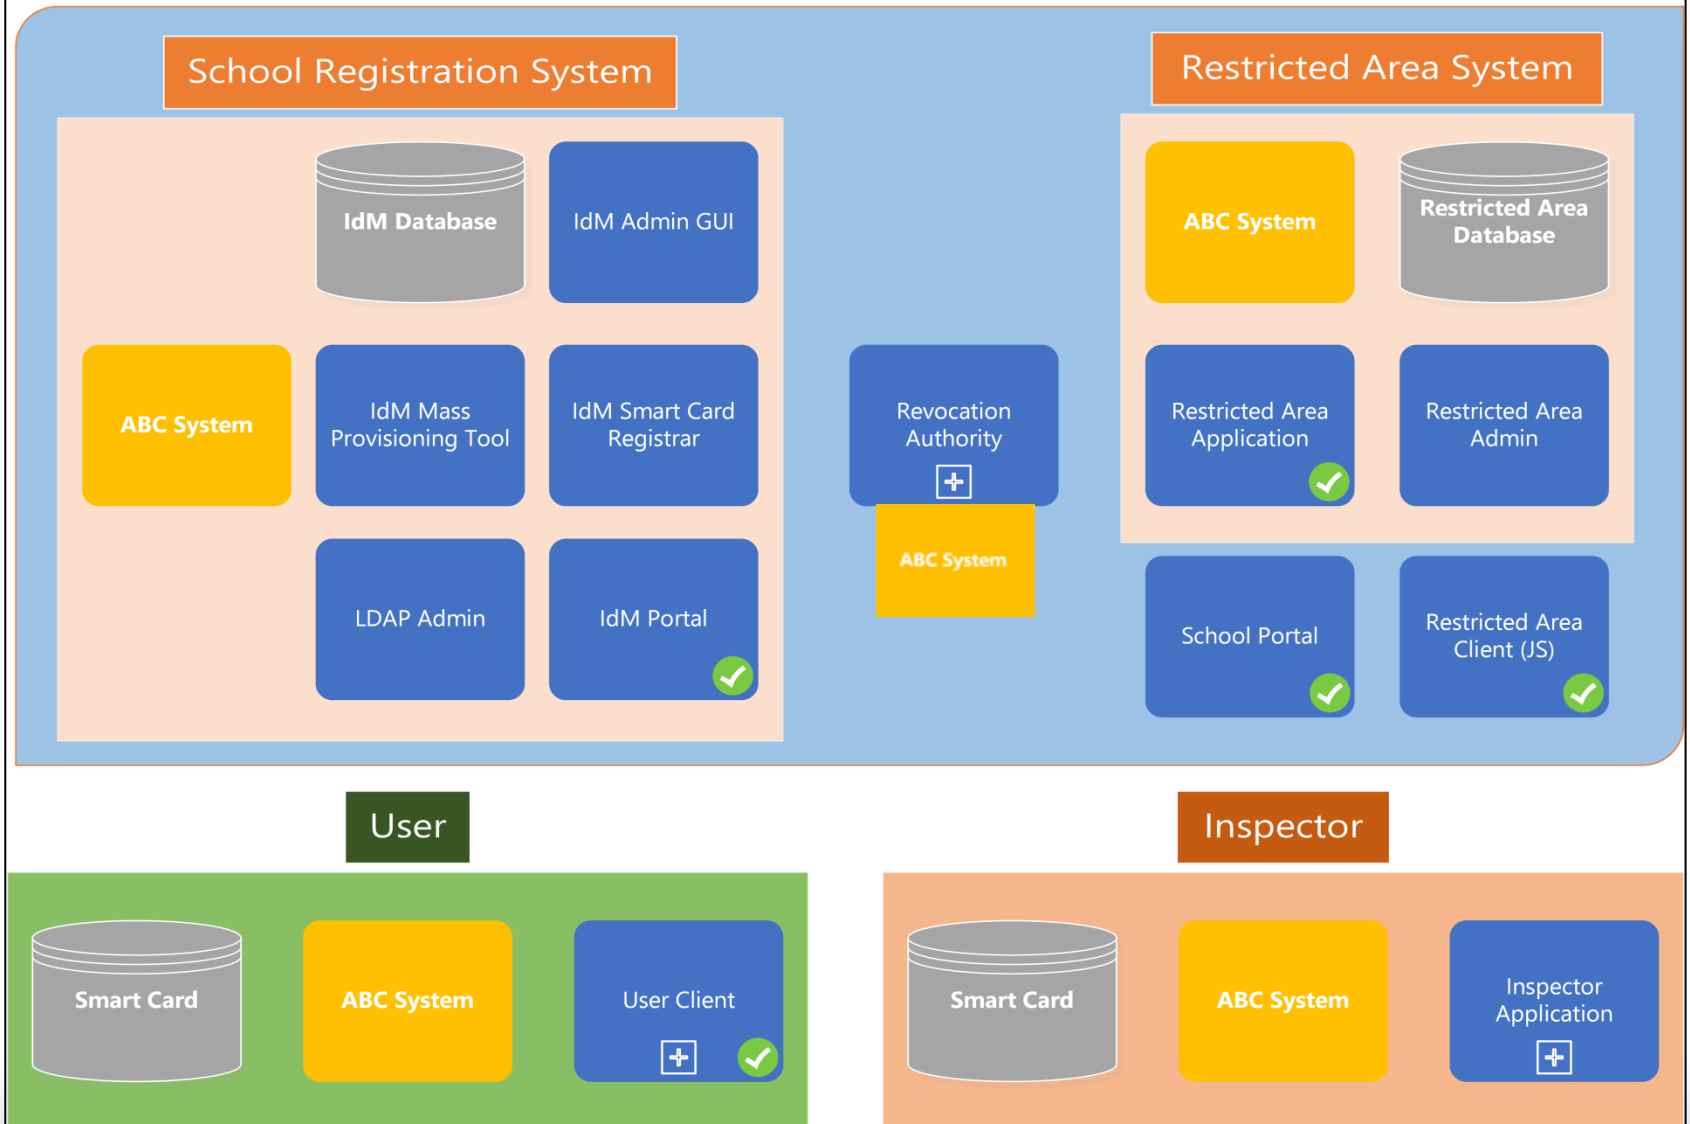 School Registration System
Restricted Area System
IdM Database
IdM Admin GUI
ABC System
Restricted Area
Database
ABC System
IdM Mass
Provisioning Tool
IdM Smart Card
Registrar
Revocation
Authority
Restricted Area
Application
Restricted Area
Admin
ABC System
LDAP Admin
IdM Portal
School Portal
Restricted Area
Client (JS)
User
Inspector
Smart Card
ABC System
User Client
Smart Card
ABC System
Inspector
Application